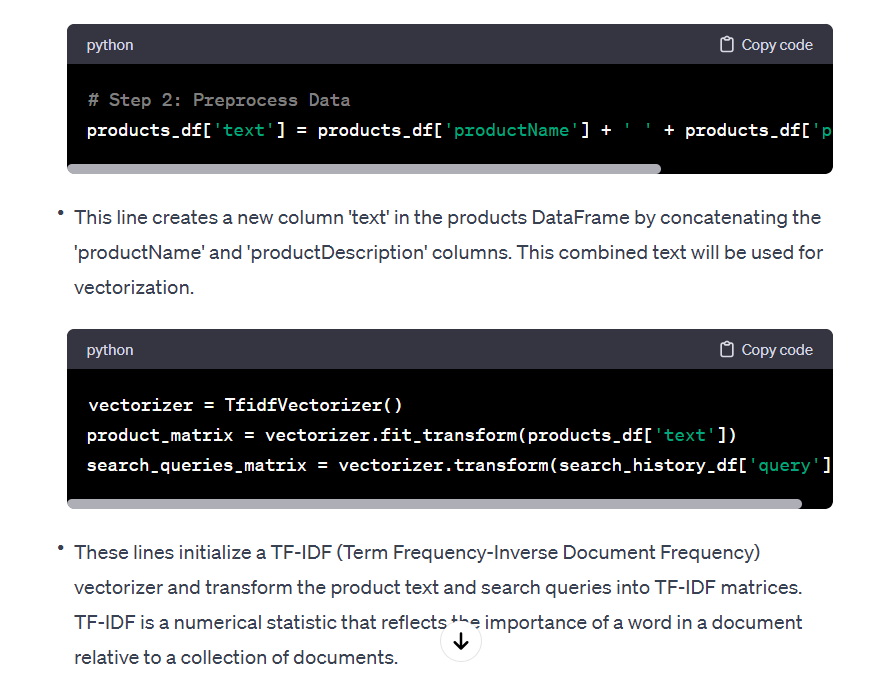 python
Copy code
# Step 2: Preprocess Data
products_df['text'] = products_df['productName'] + ' ' + products_df['p
• This line creates a new column 'text' in the products DataFrame by concatenating the
'productName' and 'productDescription' columns. This combined text will be used for
vectorization.
python
Copy code
vectorizer = TfidfVectorizer()
product_matrix = vectorizer.fit_transform(products_df['text'])
search_queries_matrix = vectorizer.transform(search_history_df['query']
• These lines initialize a TF-IDF (Term Frequency-Inverse Document Frequency)
vectorizer and transform the product text and search queries into TF-IDF matrices.
TF-IDF is a numerical statistic that reflects the importance of a word in a document
relative to a collection of documents.